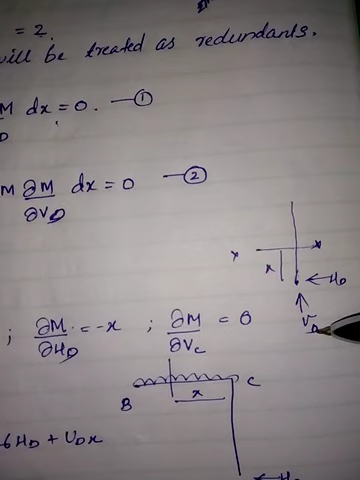 = 2.
will be treated as redundants.
M dx = 0. — ①
D
M ∂M/∂V_D dx = 0 — ②
x x
x
← H_D
↑
V_D
; ∂M/∂H_D = -x ; ∂M/∂V_C = 0
B x C
6H_D + V_D x
← H